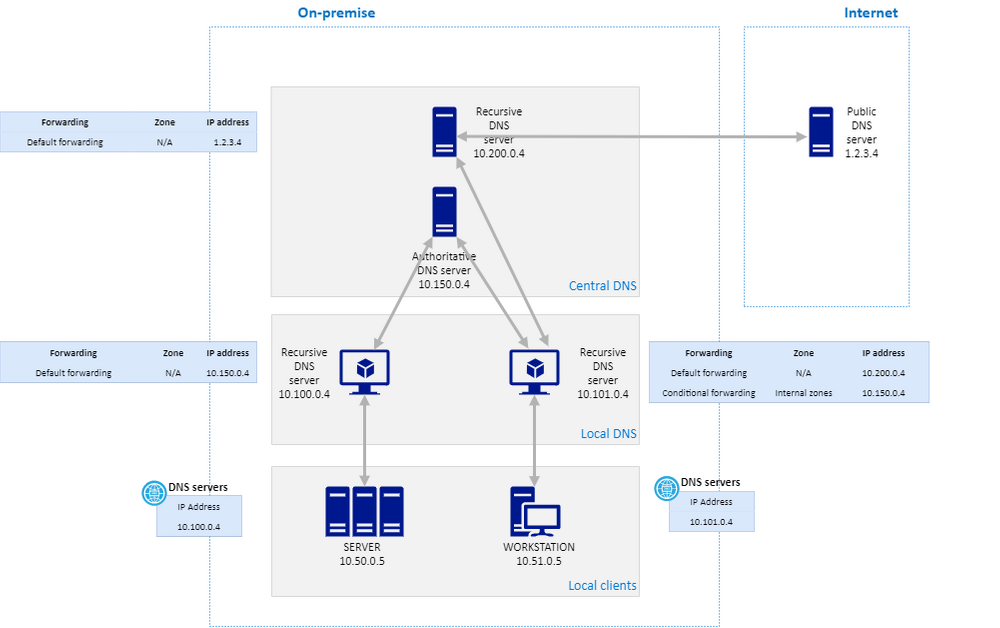 On-premise
Internet
Recursive
DNS
server
10.200.0.4
Public
DNS
server
1.2.3.4
Forwarding Zone IP address
Default forwarding N/A 1.2.3.4
Authoritative
DNS server
10.150.0.4
Central DNS
Forwarding Zone IP address
Default forwarding N/A 10.150.0.4
Recursive
DNS
server
10.100.0.4
Recursive
DNS
server
10.101.0.4
Forwarding Zone IP address
Default forwarding N/A 10.200.0.4
Conditional forwarding Internal zones 10.150.0.4
Local DNS
DNS servers
IP Address
10.100.0.4
DNS servers
IP Address
10.101.0.4
SERVER
10.50.0.5
WORKSTATION
10.51.0.5
Local clients